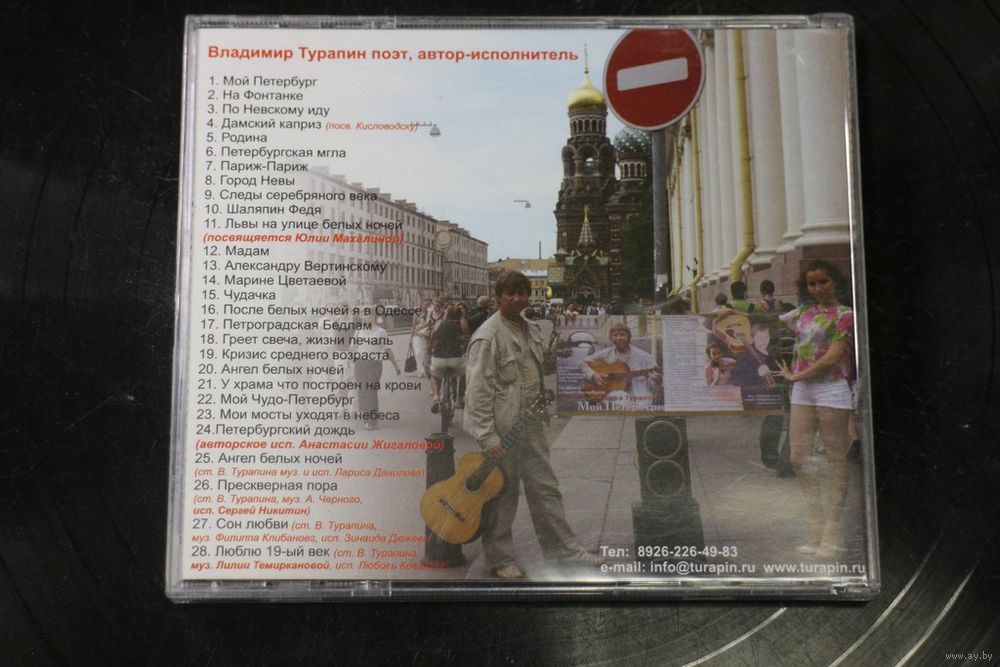 Владимир Турапин поэт, автор-исполнитель
1. Мой Петербург
2. На Фонтанке
3. По Невскому иду
4. Дамский каприз (посв. Кисловодску)
5. Родина
6. Петербургская мгла
7. Париж-Париж
8. Город Невы
9. Следы серебряного века
10. Шаляпин Федя
11. Львы на улице белых ночей
(посвящяется Юлии Махалиной)
12. Мадам
13. Александру Вертинскому
14. Марине Цветаевой
15. Чудачка
16. После белых ночей я в Одессе
17. Петроградская Бедлам
18. Греет свеча, жизни печаль
19. Кризис среднего возраста
20. Ангел белых ночей
21. У храма что построен на крови
22. Мой Чудо-Петербург
23. Мои мосты уходят в небеса
24.Петербургский дождь
(авторское исп. Анастасии Жигаловой)
25. Ангел белых ночей
(ст. В. Турапина муз. и исп. Лариса Данилова)
26. Прескверная пора
(ст. В. Турапина, муз. А. Черного,
исп. Сергей Никитин)
27. Сон любви (ст. В. Турапина,
муз. Филиппа Клибанова, исп. Зинаида Дюжева)
28. Люблю 19-ый век (ст. В. Турапина,
муз. Лилии Темиркановой, исп. Любовь
Мой Петербург
Тел: 8926-226-49-83
e-mail: info@turapin.ru www.turapin.ru
www.ay.by